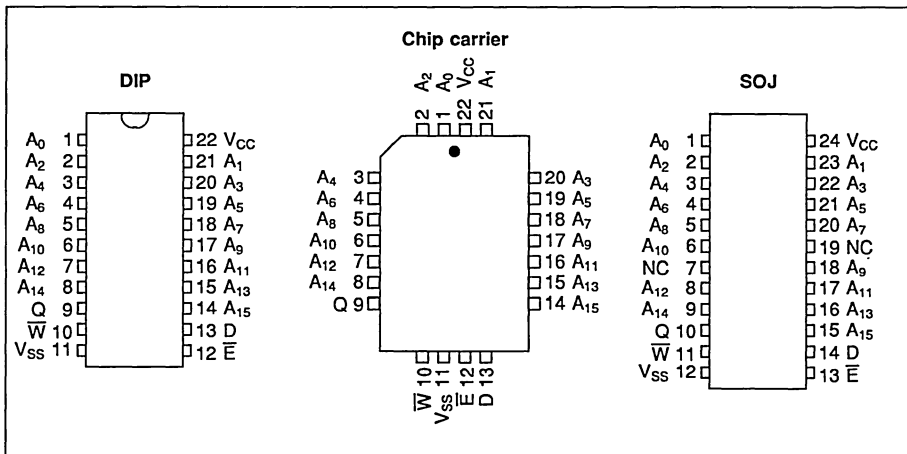 Chip carrier
DIP
SOJ
A0 1 22 VCC
A2 2 21 A1
A4 3 20 A3
A6 4 19 A5
A8 5 18 A7
A10 6 17 A9
A12 7 16 A11
A14 8 15 A13
Q 9 14 A15
W̅ 10 13 D
VSS 11 12 E̅
A2 A0 VCC A1
2 1 22 21
A4 3 20 A3
A6 4 19 A5
A8 5 18 A7
A10 6 17 A9
A12 7 16 A11
A14 8 15 A13
Q 9 14 A15
10 11 12 13
W̅ VSS E̅ D
A0 1 24 VCC
A2 2 23 A1
A4 3 22 A3
A6 4 21 A5
A8 5 20 A7
A10 6 19 NC
NC 7 18 A9
A12 8 17 A11
A14 9 16 A13
Q 10 15 A15
W̅ 11 14 D
VSS 12 13 E̅